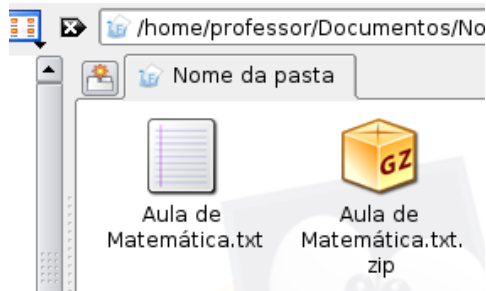 /home/professor/Documentos/No
Nome da pasta
GZ
Aula de
Matemática.txt
Aula de
Matemática.txt.
zip